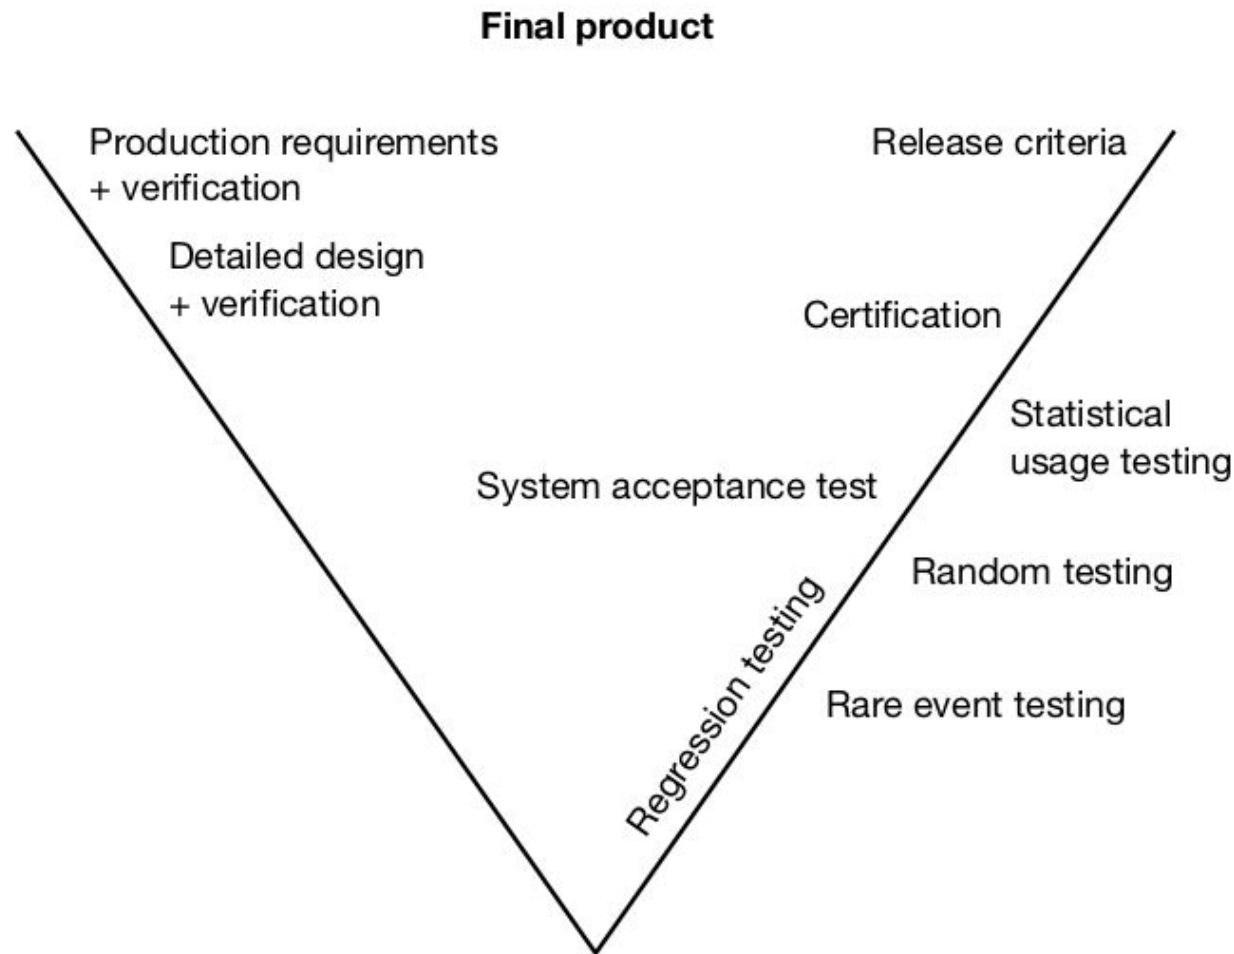 Final product
Production requirements
+ verification
Release criteria
Detailed design
+ verification
Certification
Statistical
usage testing
System acceptance test
Random testing
Regression testing
Rare event testing